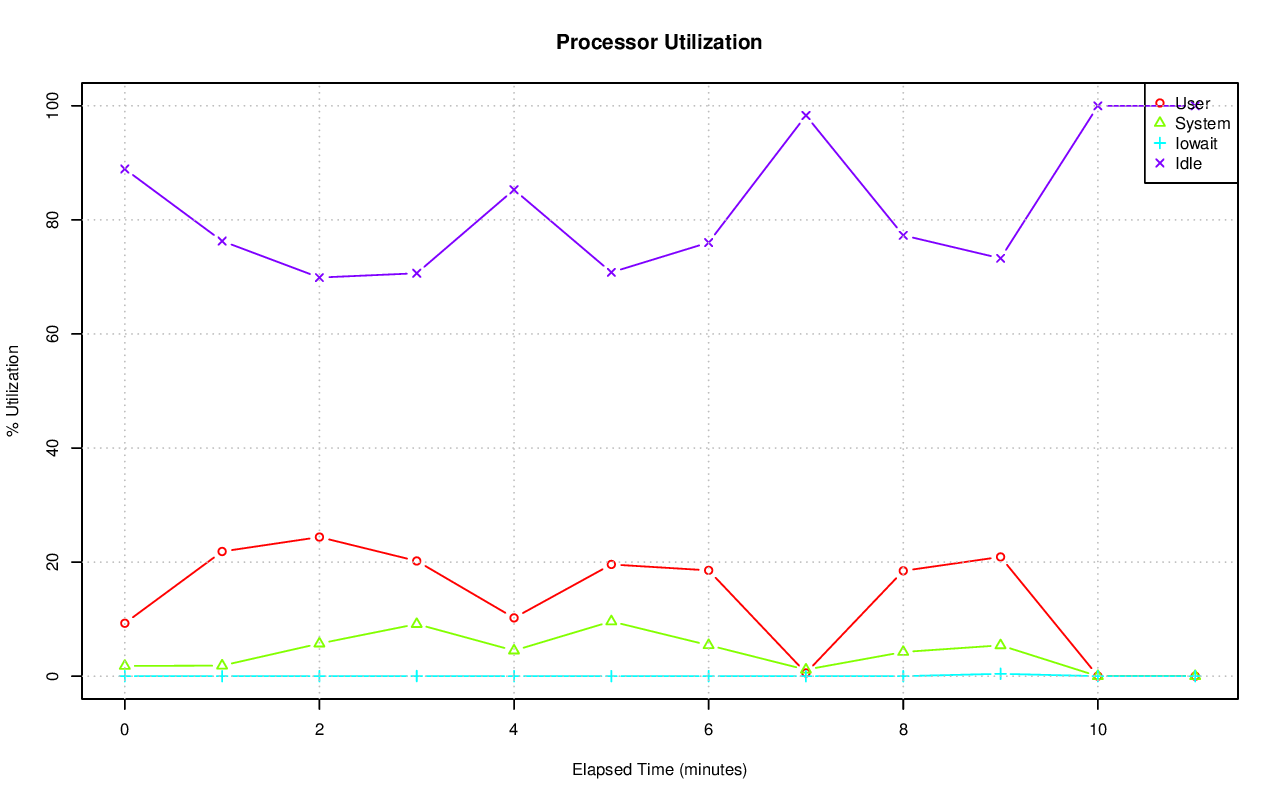 Processor Utilization
% Utilization
100
80
60
40
20
0
User
System
Iowait
Idle
0 2 4 6 8 10
Elapsed Time (minutes)